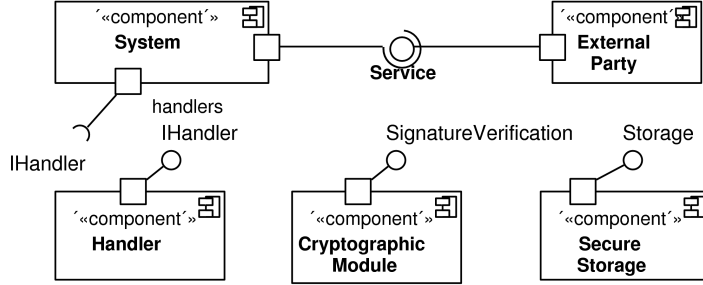 ´«component´»
System
´«component´»
External
Party
Service
handlers
IHandler
IHandler
SignatureVerification
Storage
´«component´»
Handler
´«component´»
Cryptographic
Module
´«component´»
Secure
Storage